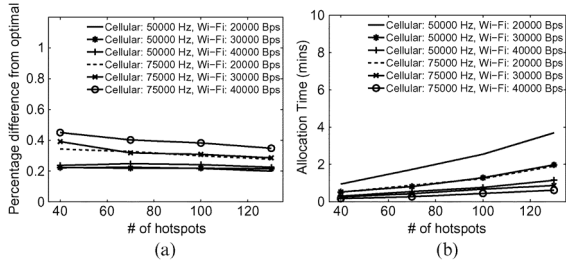 Percentage difference from optimal
1
0.8
0.6
0.4
0.2
0
Cellular: 50000 Hz, Wi-Fi: 20000 Bps
Cellular: 50000 Hz, Wi-Fi: 30000 Bps
Cellular: 50000 Hz, Wi-Fi: 40000 Bps
Cellular: 75000 Hz, Wi-Fi: 20000 Bps
Cellular: 75000 Hz, Wi-Fi: 30000 Bps
Cellular: 75000 Hz, Wi-Fi: 40000 Bps
40 60 80 100 120
# of hotspots
(a)
Allocation Time (mins)
10
8
6
4
2
0
Cellular: 50000 Hz, Wi-Fi: 20000 Bps
Cellular: 50000 Hz, Wi-Fi: 30000 Bps
Cellular: 50000 Hz, Wi-Fi: 40000 Bps
Cellular: 75000 Hz, Wi-Fi: 20000 Bps
Cellular: 75000 Hz, Wi-Fi: 30000 Bps
Cellular: 75000 Hz, Wi-Fi: 40000 Bps
40 60 80 100 120
# of hotspots
(b)